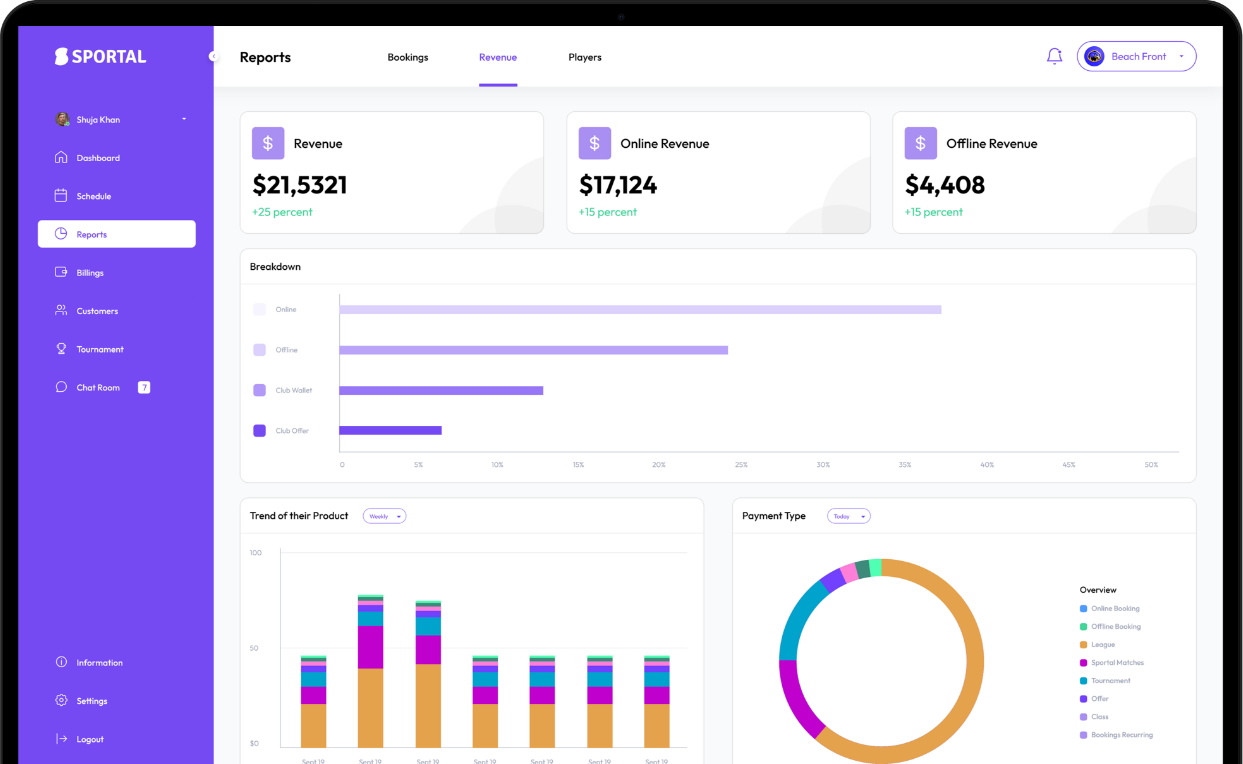 SPORTAL
Reports
Bookings
Revenue
Players
Beach Front
Shuja Khan
Dashboard
Schedule
Reports
Billings
Customers
Tournament
Chat Room 7
Information
Settings
Logout
$ Revenue
$21,5321
+25 percent
$ Online Revenue
$17,124
+15 percent
$ Offline Revenue
$4,408
+15 percent
Breakdown
Online
Offline
Club Wallet
Club Offer
0 5% 10% 15% 20% 25% 30% 35% 40% 45% 50%
Trend of their Product Weekly
100
50
$0
Sept 19 Sept 19 Sept 19 Sept 19 Sept 19 Sept 19 Sept 19
Payment Type Today
Overview
Online Booking
Offline Booking
League
Sportal Matches
Tournament
Offer
Class
Bookings Recurring